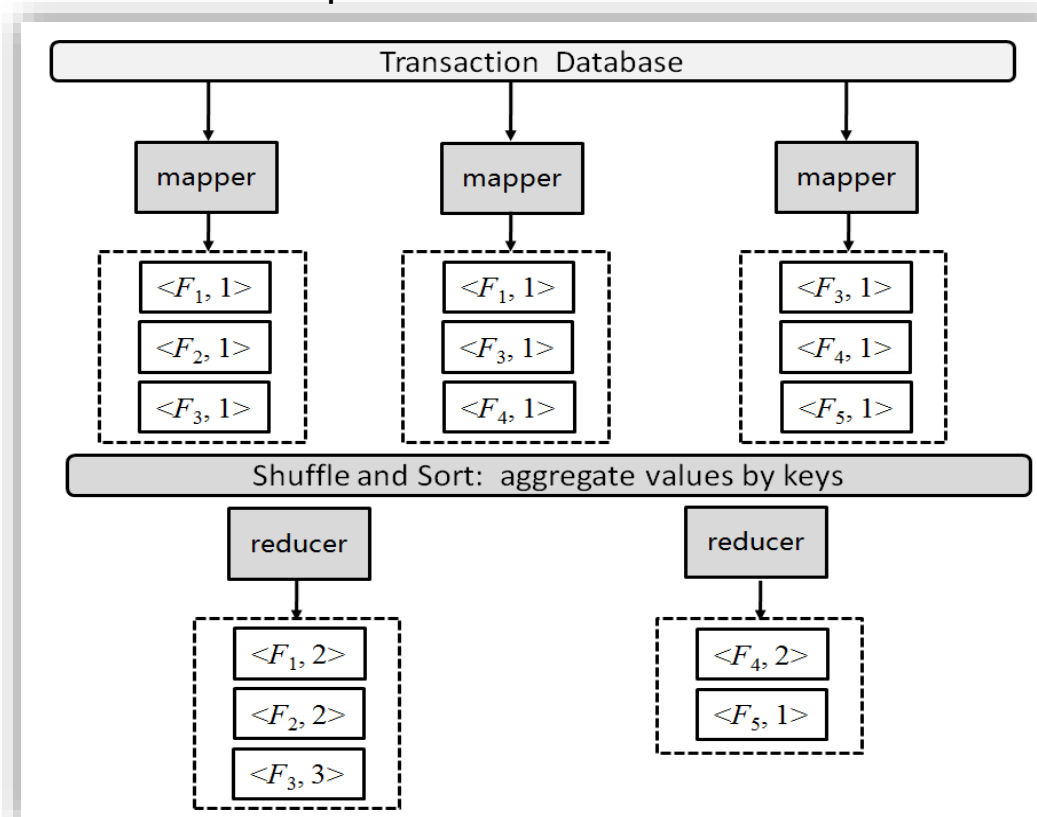 Transaction Database
mapper mapper mapper
<F₁, 1> <F₁, 1> <F₃, 1>
<F₂, 1> <F₃, 1> <F₄, 1>
<F₃, 1> <F₄, 1> <F₅, 1>
Shuffle and Sort: aggregate values by keys
reducer reducer
<F₁, 2> <F₄, 2>
<F₂, 2> <F₅, 1>
<F₃, 3>